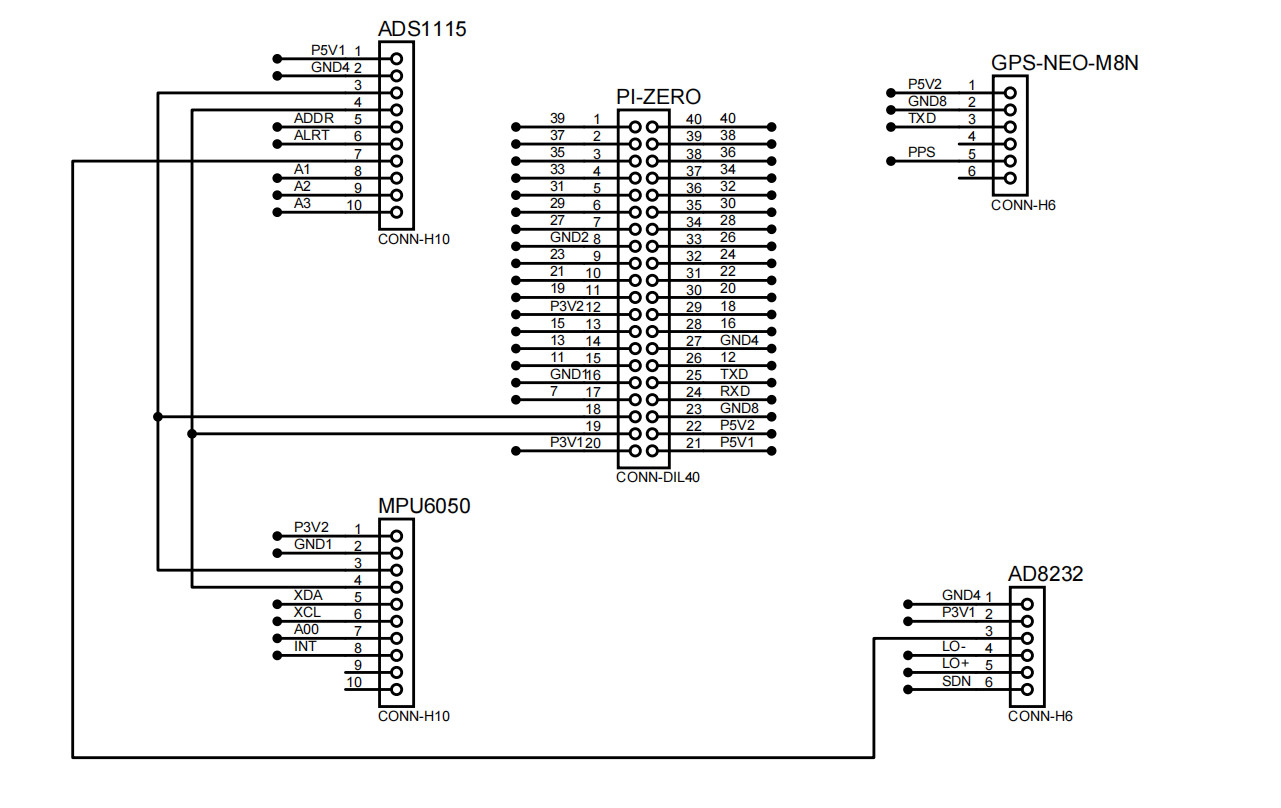 ADS1115
P5V1 1
GND4 2
3
4
ADDR 5
ALRT 6
7
A1 8
A2 9
A3 10
CONN-H10
PI-ZERO
39 1 40 40
37 2 39 38
35 3 38 36
33 4 37 34
31 5 36 32
29 6 35 30
27 7 34 28
GND2 8 33 26
23 9 32 24
21 10 31 22
19 11 30 20
P3V2 12 29 18
15 13 28 16
13 14 27 GND4
11 15 26 12
GND1 16 25 TXD
7 17 24 RXD
18 23 GND8
19 22 P5V2
P3V1 20 21 P5V1
CONN-DIL40
GPS-NEO-M8N
P5V2 1
GND8 2
TXD 3
4
PPS 5
6
CONN-H6
MPU6050
P3V2 1
GND1 2
3
4
XDA 5
XCL 6
A00 7
INT 8
9
10
CONN-H10
AD8232
GND4 1
P3V1 2
3
LO- 4
LO+ 5
SDN 6
CONN-H6